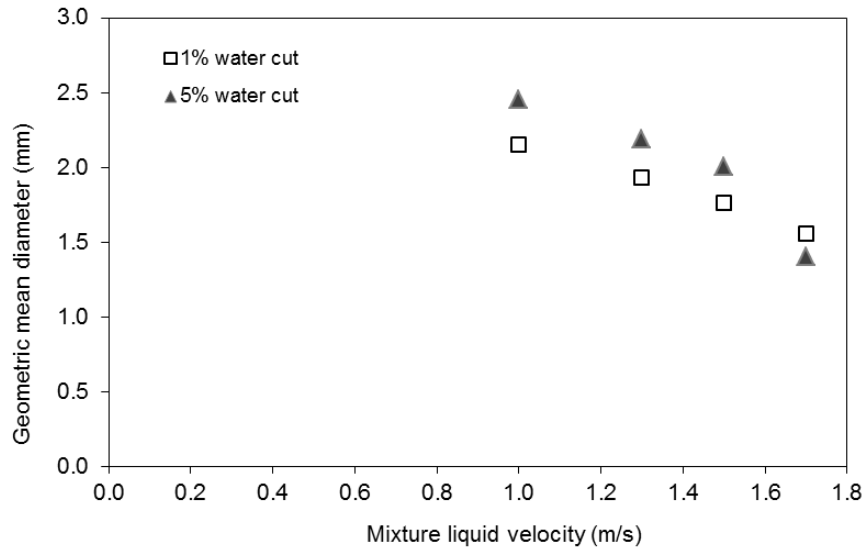 3.0
2.5
2.0
1.5
1.0
0.5
0.0
Geometric mean diameter (mm)
1% water cut
5% water cut
0.0 0.2 0.4 0.6 0.8 1.0 1.2 1.4 1.6 1.8
Mixture liquid velocity (m/s)